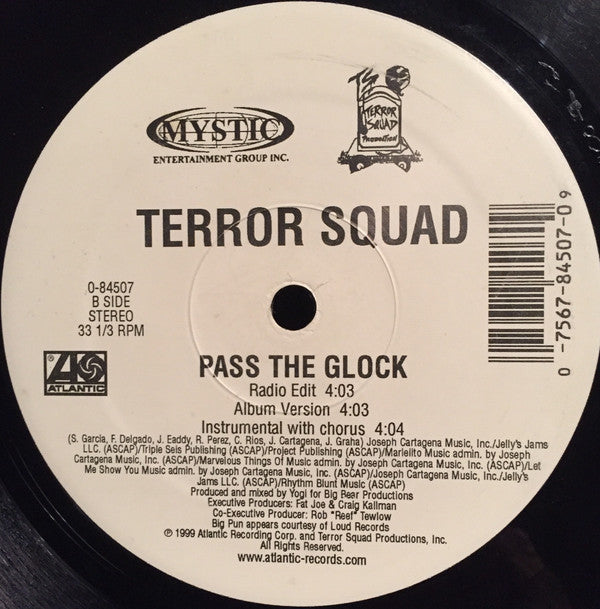 MYSTIC
ENTERTAINMENT GROUP INC.
TS
TERROR
SQUAD
PRODUCTION
TERROR SQUAD
0-84507
B SIDE
STEREO
33 1/3 RPM
ATLANTIC
0 -7567-84507-0 9
PASS THE GLOCK
Radio Edit 4:03
Album Version 4:03
Instrumental with chorus 4:04
(S. Garcia, F. Delgado, J. Eaddy, R. Perez, C. Rios, J. Cartagena, J. Graha) Joseph Cartagena Music, Inc./Jelly's Jams
LLC. (ASCAP)/Triple Seis Publishing (ASCAP)/Project Publishing (ASCAP)/Marielito Music admin. by Joseph
Cartagena Music, Inc. (ASCAP)/Marvelous Things Of Music admin. by Joseph Cartagena Music, Inc. (ASCAP)/Let
Me Show You Music admin. by Joseph Cartagena Music, Inc. (ASCAP)/Joseph Cartagena Music, Inc./Jelly's
Jams LLC. (ASCAP)/Rhythm Blunt Music (ASCAP)
Produced and mixed by Yogi for Big Bear Productions
Executive Producers: Fat Joe & Craig Kallman
Co-Executive Producer: Rob "Reef" Tewlow
Big Pun appears courtesy of Loud Records
℗ 1999 Atlantic Recording Corp. and Terror Squad Productions, Inc.
All Rights Reserved.
www.atlantic-records.com